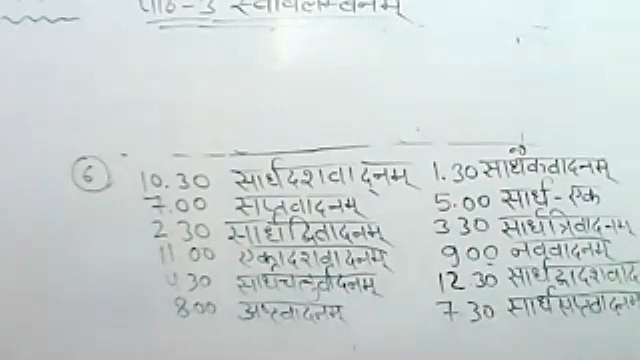 पाठ-3 स्वावलम्बनम्
6
10.30 सार्धदशवादनम् 1.30 सार्धैकवादनम्
7.00 सप्तवादनम् 5.00 सार्ध-एक
2.30 सार्धद्विवादनम् 3 30 सार्धत्रिवादनम्
11.00 एकादशवादनम् 900 नववादनम्
4.30 सार्धचतुर्वादनम् 12.30 सार्धद्वादशवाद
8.00 अष्टवादनम् 7.30 सार्धसप्तवादनम्